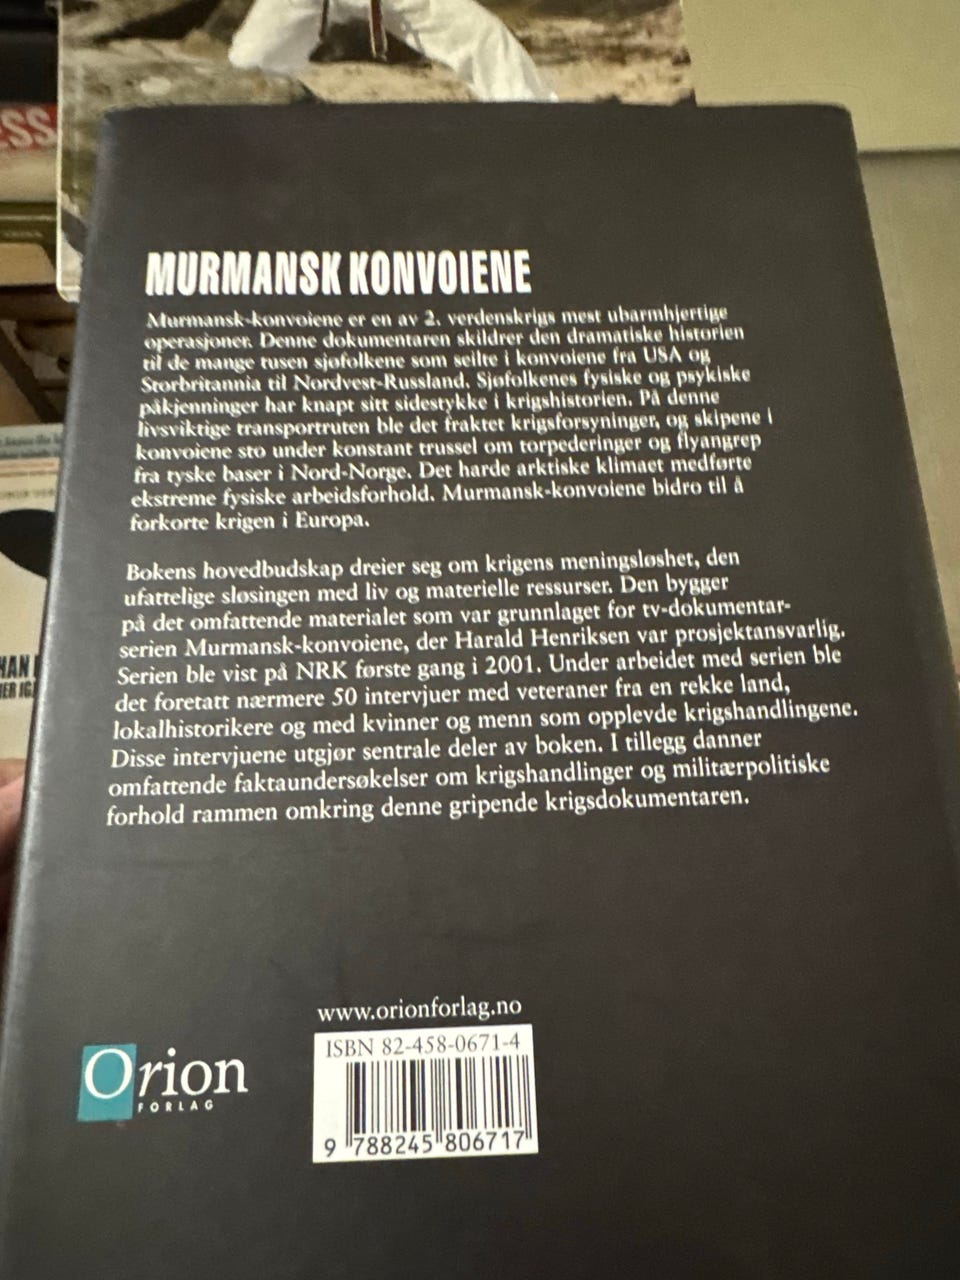 ESS
MURMANSK KONVOIENE
Murmansk-konvoiene er en av 2. verdenskrigs mest ubarmhjertige
operasjoner. Denne dokumentaren skildrer den dramatiske historien
til de mange tusen sjøfolkene som seilte i konvoiene fra USA og
Storbritannia til Nordvest-Russland. Sjøfolkenes fysiske og psykiske
påkjenninger har knapt sitt sidestykke i krigshistorien. På denne
livsviktige transportruten ble det fraktet krigsforsyninger, og skipene i
konvoiene sto under konstant trussel om torpederinger og flyangrep
fra tyske baser i Nord-Norge. Det harde arktiske klimaet medførte
ekstreme fysiske arbeidsforhold. Murmansk-konvoiene bidro til å
forkorte krigen i Europa.
Bokens hovedbudskap dreier seg om krigens meningsløshet, den
ufattelige sløsingen med liv og materielle ressurser. Den bygger
på det omfattende materialet som var grunnlaget for tv-dokumentar-
serien Murmansk-konvoiene, der Harald Henriksen var prosjektansvarlig.
Serien ble vist på NRK første gang i 2001. Under arbeidet med serien ble
det foretatt nærmere 50 intervjuer med veteraner fra en rekke land,
lokalhistorikere og med kvinner og menn som opplevde krigshandlingene.
Disse intervjuene utgjør sentrale deler av boken. I tillegg danner
omfattende faktaundersøkelser om krigshandlinger og militærpolitiske
forhold rammen omkring denne gripende krigsdokumentaren.
www.orionforlag.no
ISBN 82-458-0671-4
9 788245 806717
Orion
FORLAG